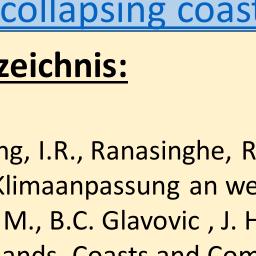 collapsing coast
zeichnis:
ng, I.R., Ranasinghe, R
Klimaanpassung an we
M., B.C. Glavovic , J. H
ands, Coasts and Com